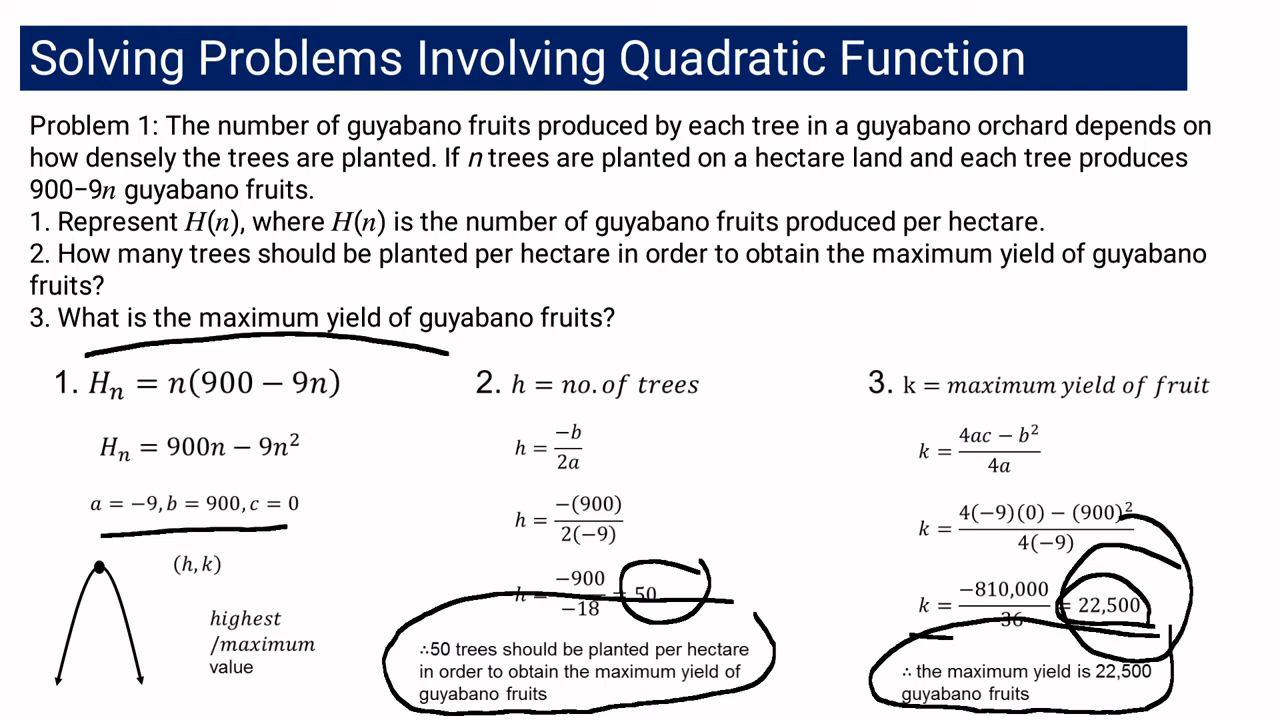 Solving Problems Involving Quadratic Function
Problem 1: The number of guyabano fruits produced by each tree in a guyabano orchard depends on
how densely the trees are planted. If n trees are planted on a hectare land and each tree produces
900−9n guyabano fruits.
1. Represent H(n), where H(n) is the number of guyabano fruits produced per hectare.
2. How many trees should be planted per hectare in order to obtain the maximum yield of guyabano
fruits?
3. What is the maximum yield of guyabano fruits?
1. Hₙ = n(900 − 9n)
Hₙ = 900n − 9n²
a = −9, b = 900, c = 0
(h, k)
highest
/maximum
value
2. h = no. of trees
h = −b/2a
h = −(900)/2(−9)
h = −900/−18 = 50
∴50 trees should be planted per hectare
in order to obtain the maximum yield of
guyabano fruits
3. k = maximum yield of fruit
k = 4ac − b²/4a
k = 4(−9)(0) − (900)²/4(−9)
k = −810,000/36 = 22,500
∴ the maximum yield is 22,500
guyabano fruits